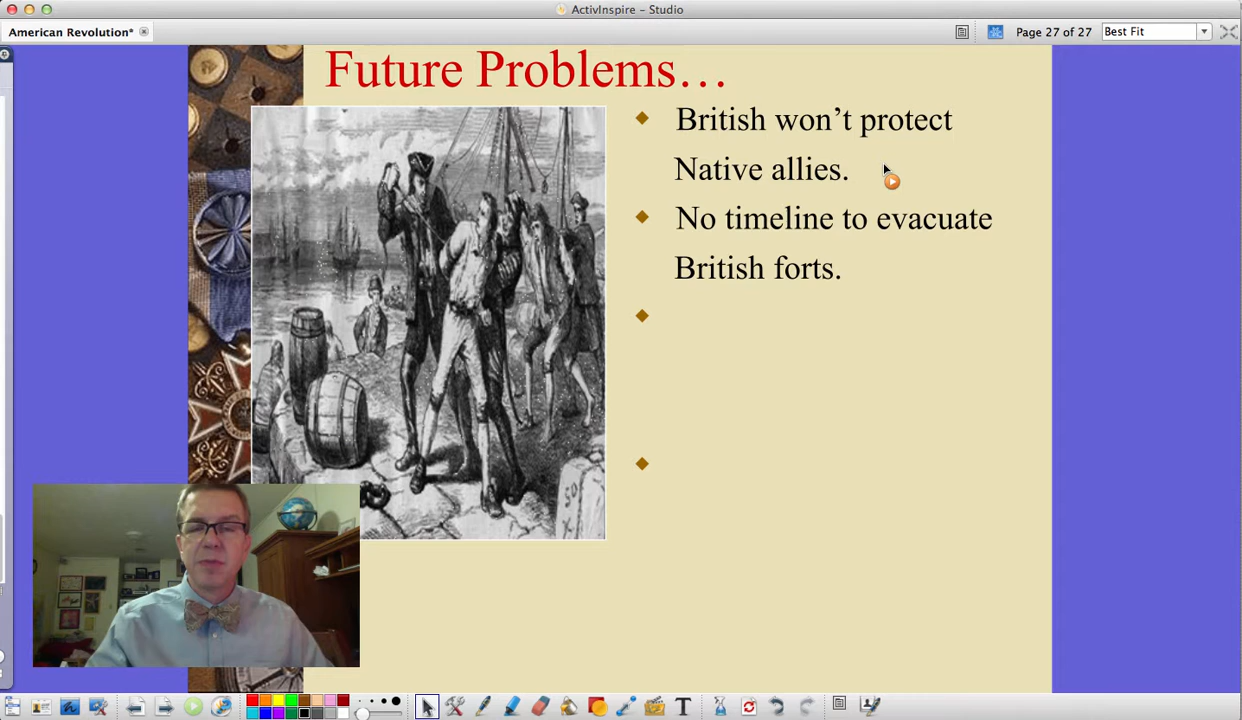 ActivInspire – Studio
American Revolution*
Page 27 of 27
Best Fit
Future Problems…
British won’t protect
Native allies.
No timeline to evacuate
British forts.
T